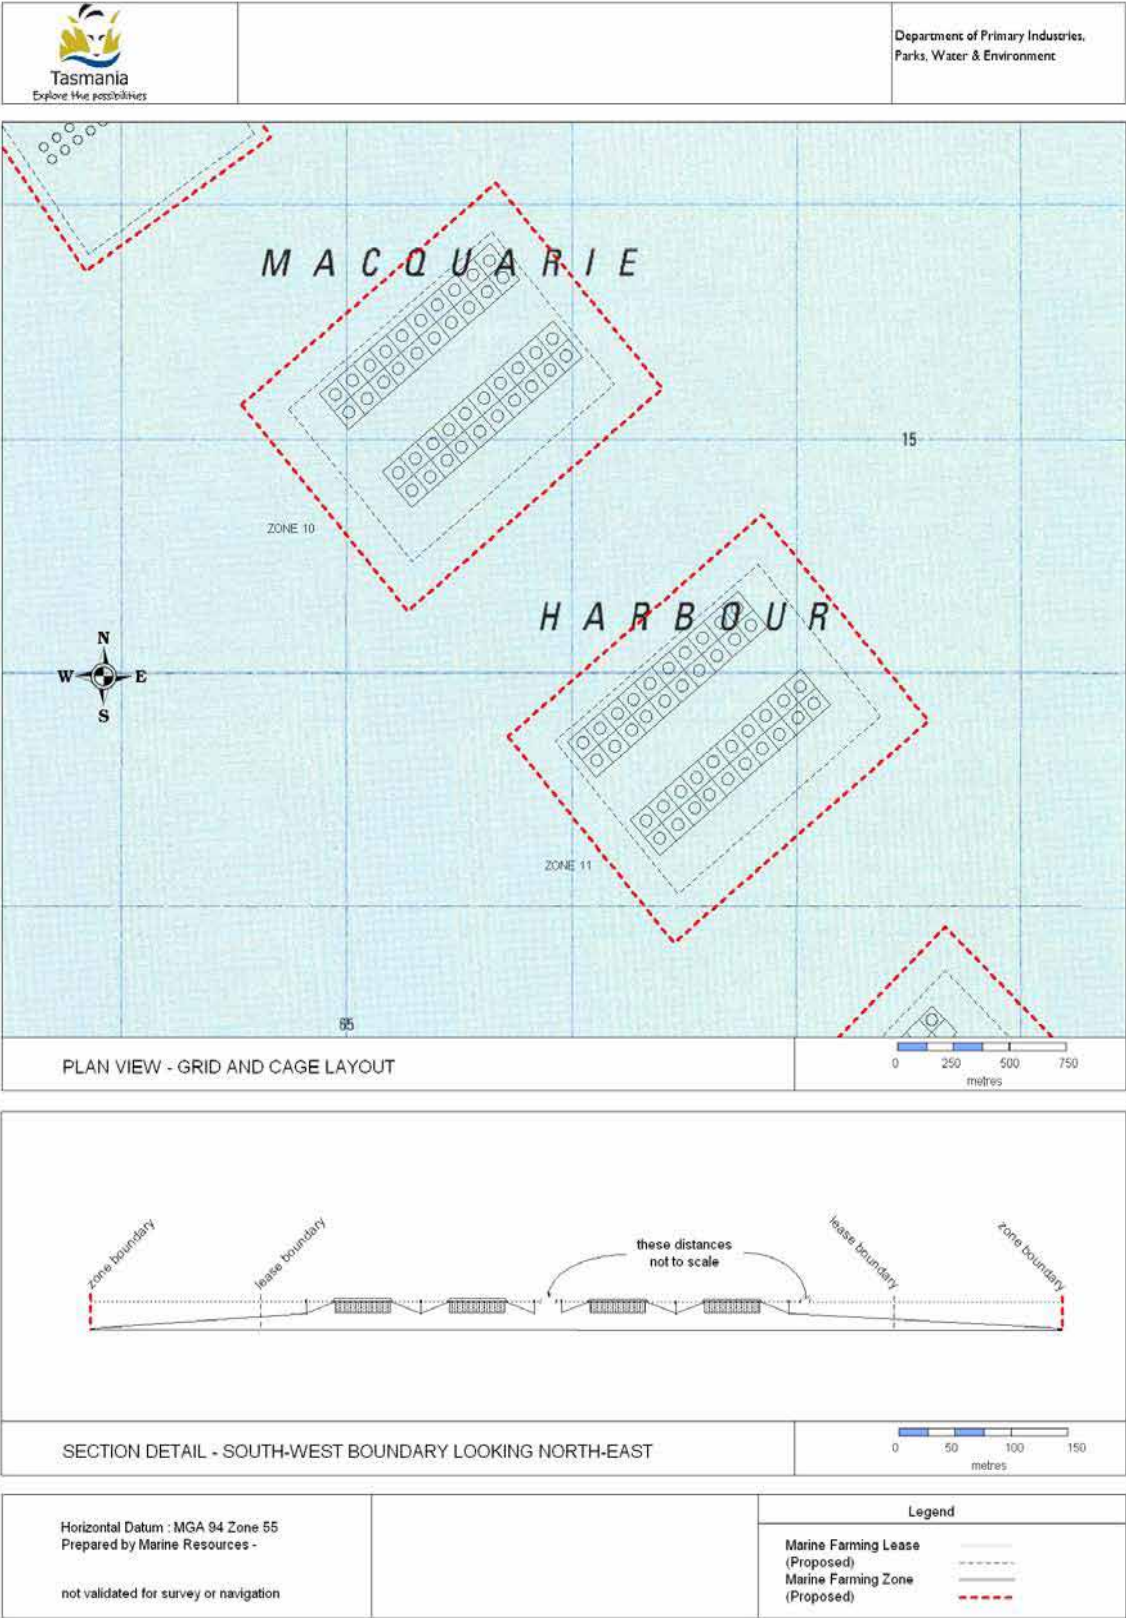 Tasmania
Explore the possibilities
Department of Primary Industries,
Parks, Water & Environment
MACQUARIE
15
ZONE 10
HARBOUR
N
W E
S
ZONE 11
65
PLAN VIEW - GRID AND CAGE LAYOUT
0 250 500 750
metres
zone boundary
lease boundary
these distances
not to scale
lease boundary
zone boundary
SECTION DETAIL - SOUTH-WEST BOUNDARY LOOKING NORTH-EAST
0 50 100 150
metres
Horizontal Datum : MGA 94 Zone 55
Prepared by Marine Resources -
not validated for survey or navigation
Legend
Marine Farming Lease
(Proposed)
Marine Farming Zone
(Proposed)